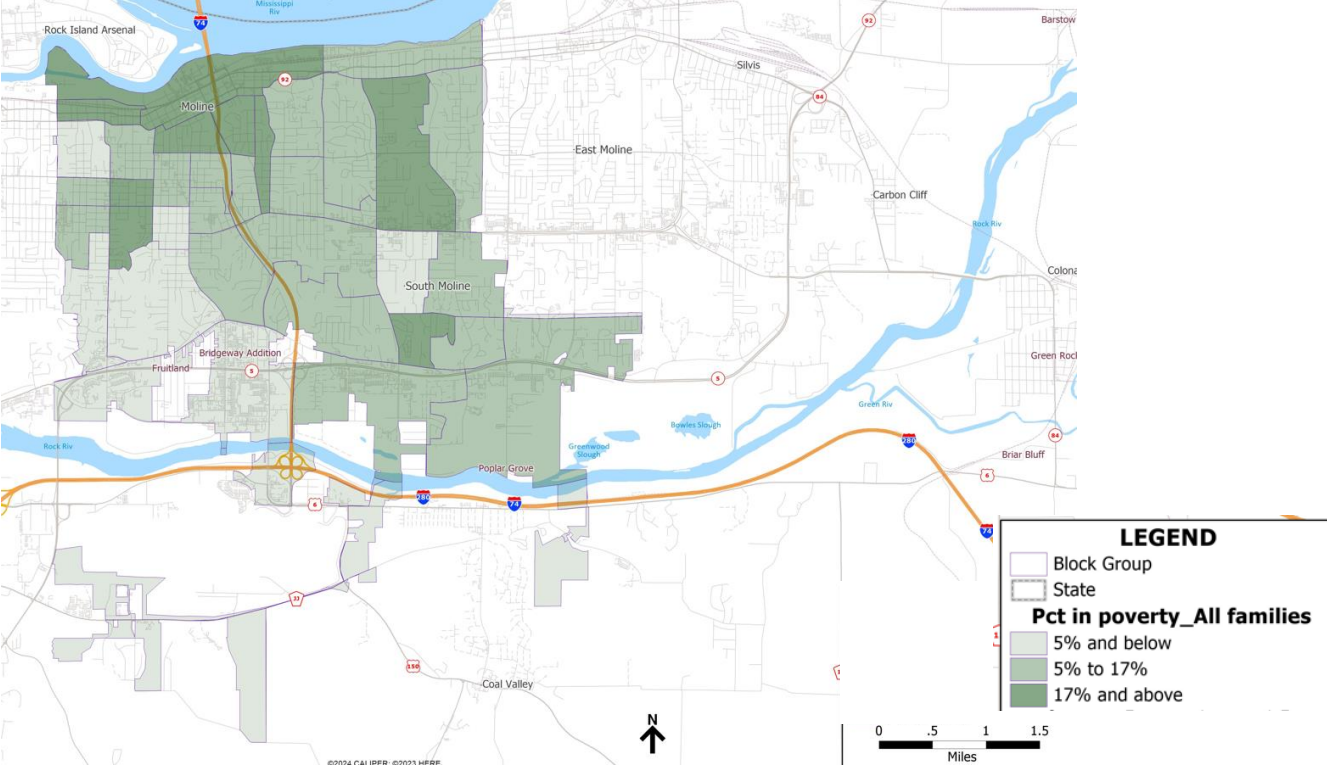 Mississippi
Riv
74
92
Rock Island Arsenal
Barstow
Silvis
92
84
Moline
East Moline
Carbon Cliff
Rock Riv
Colona
South Moline
Bridgeway Addition
Fruitland
5
Green Rock
5
Green Riv
Bowles Slough
84
Rock Riv
Greenwood
Slough
280
Briar Bluff
Poplar Grove
6
280
74
6
74
33
150
Coal Valley
N
©2024 CALIPER; ©2023 HERE
LEGEND
Block Group
State
Pct in poverty_All families
5% and below
5% to 17%
17% and above
0 .5 1 1.5
Miles